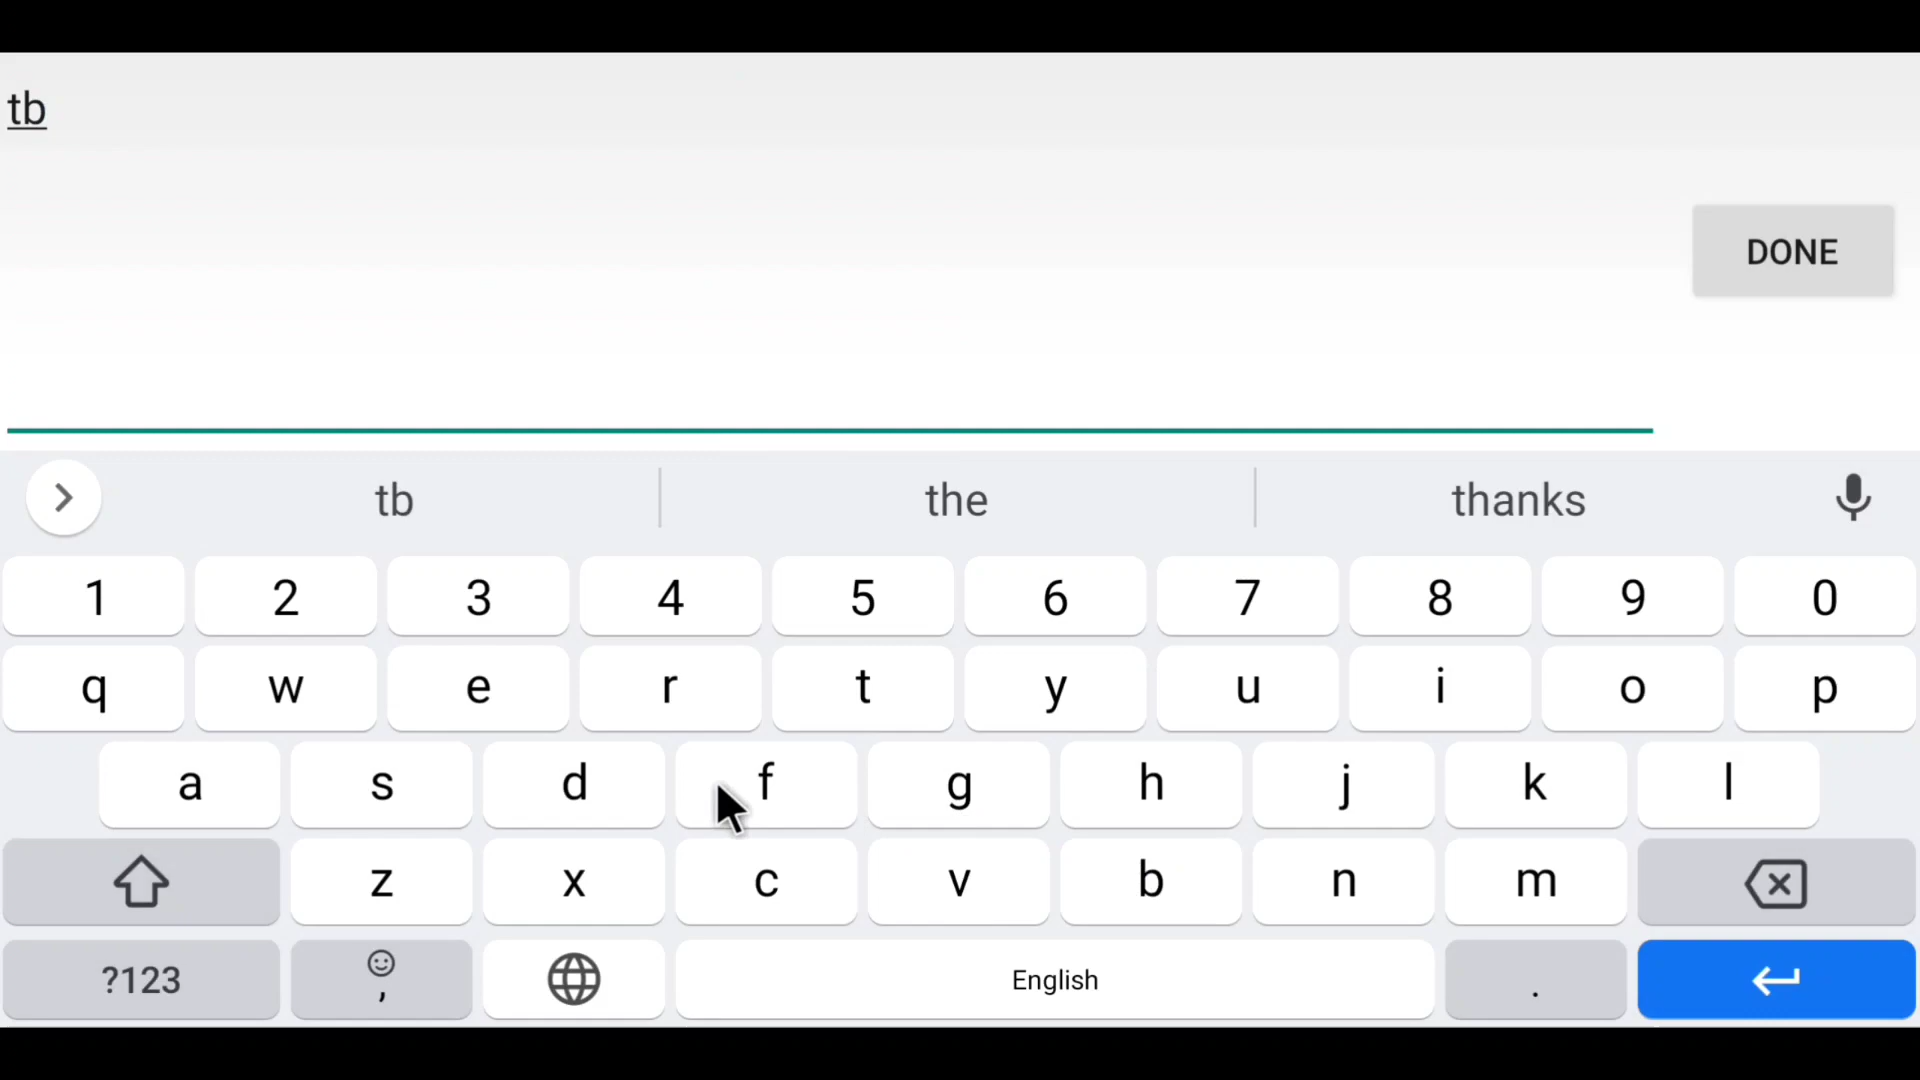 tb
DONE
tb the thanks
1 2 3 4 5 6 7 8 9 0
q w e r t y u i o p
a s d f g h j k l
z x c v b n m
?123 , English .